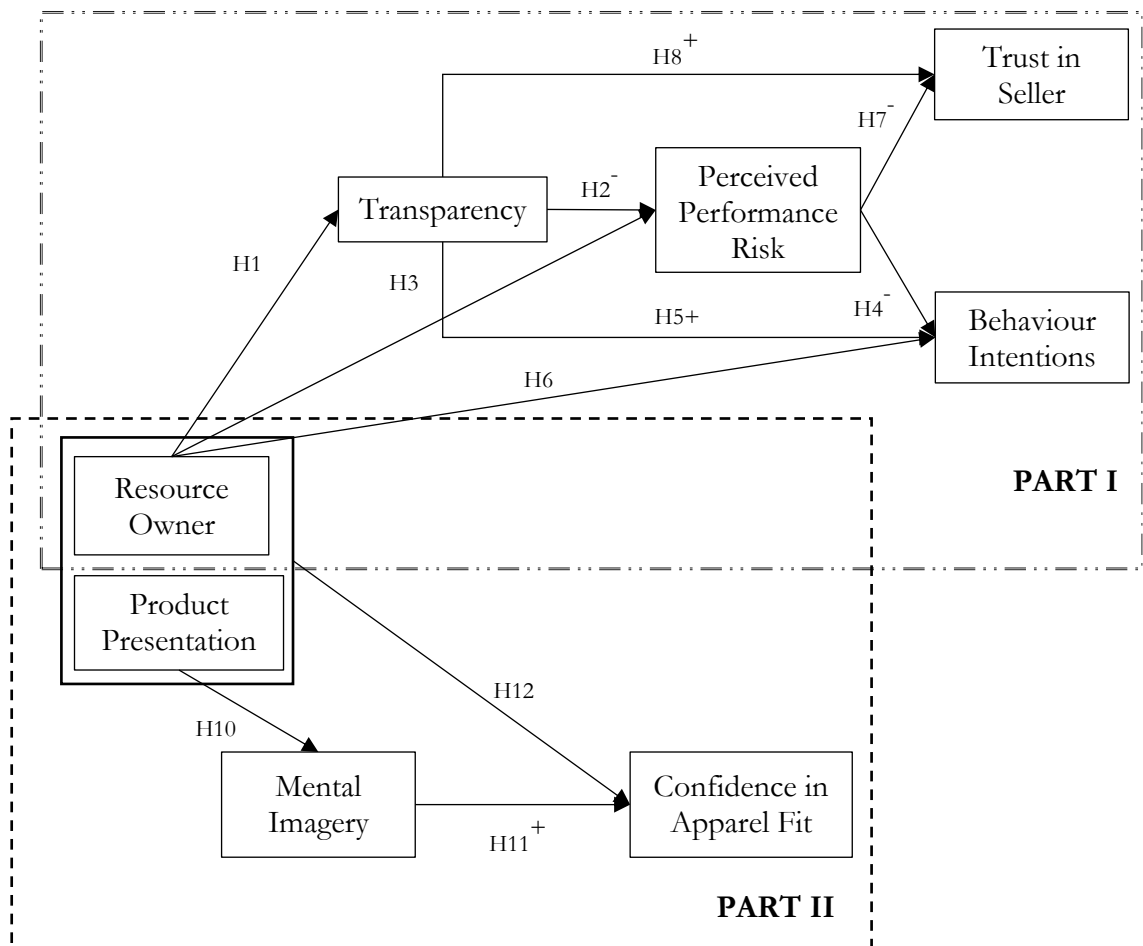 H8+
Trust in
Seller
H7-
Transparency
H2-
Perceived
Performance
Risk
H1
H3
H5+
H4-
Behaviour
Intentions
H6
PART I
Resource
Owner
Product
Presentation
H12
H10
Mental
Imagery
H11+
Confidence in
Apparel Fit
PART II